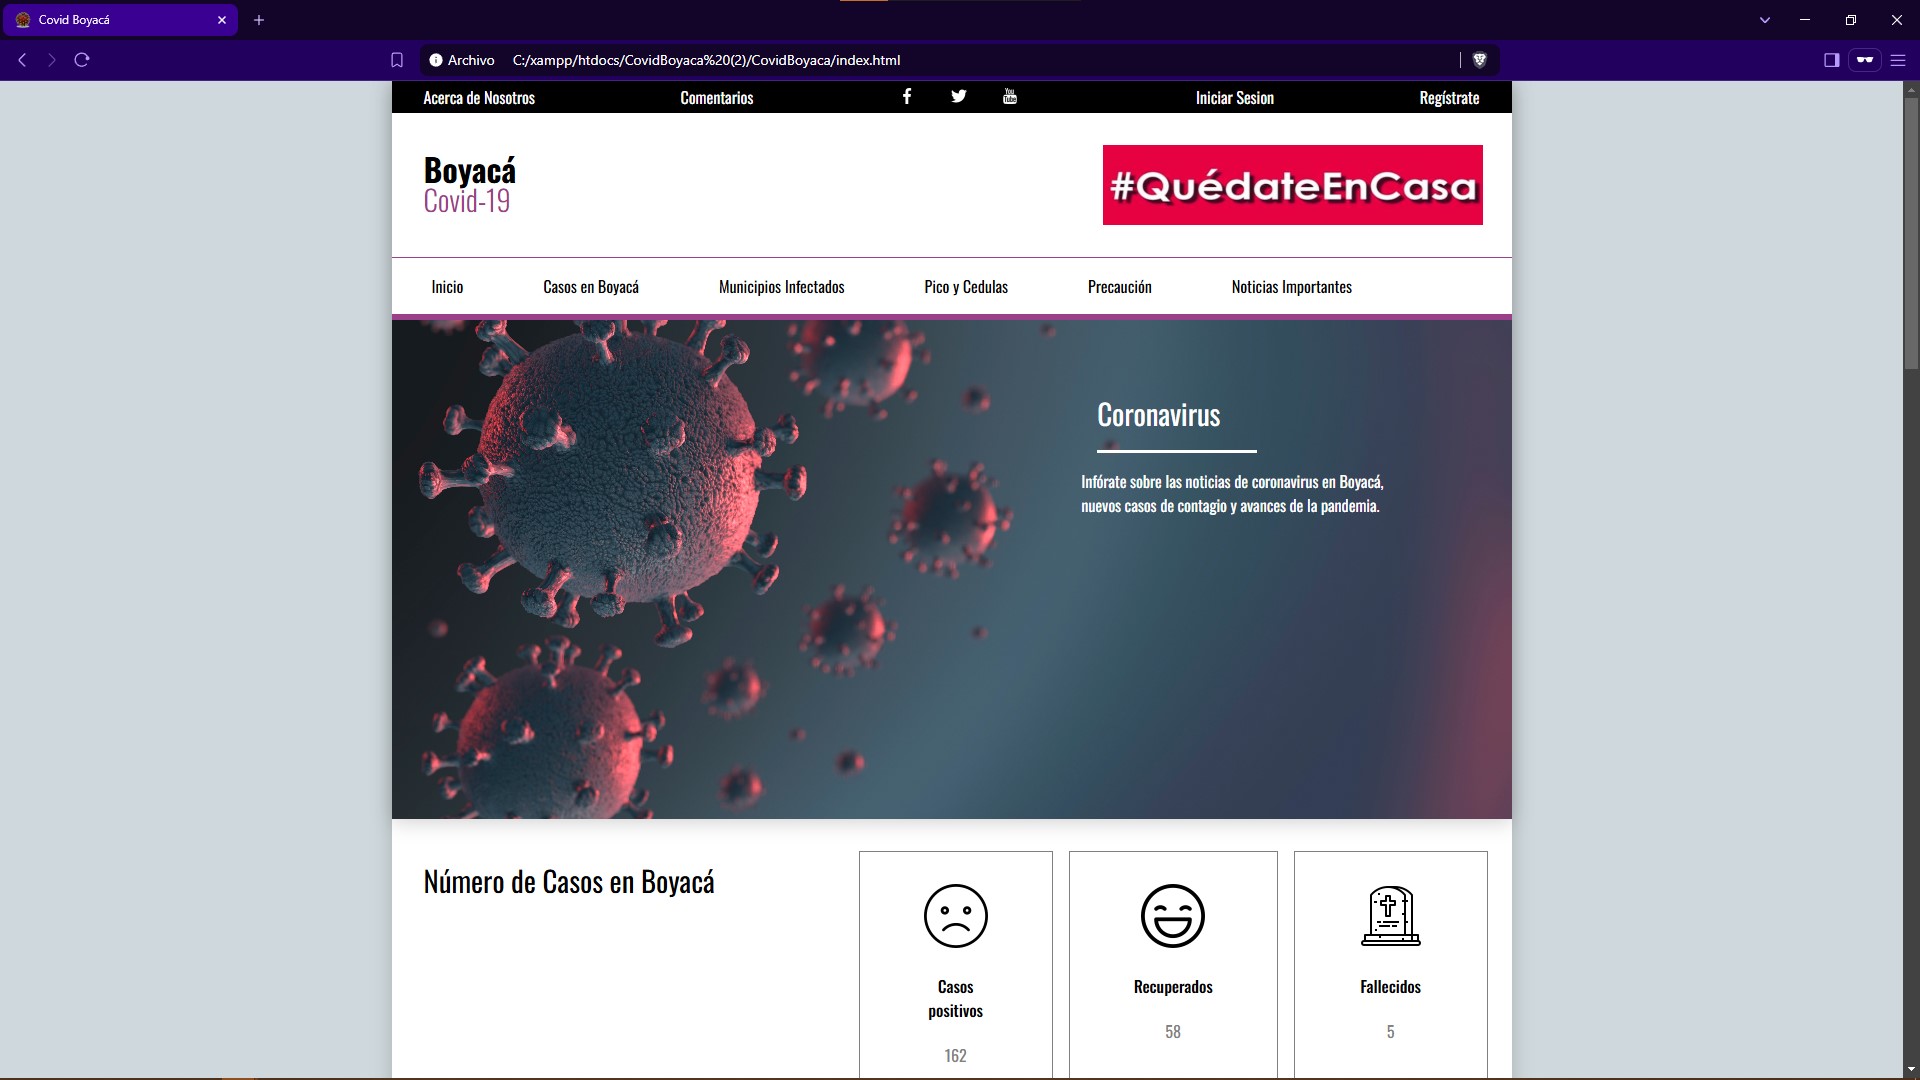 Covid Boyacá
Archivo C:/xampp/htdocs/CovidBoyaca%20(2)/CovidBoyaca/index.html
Acerca de Nosotros Comentarios You Tube Iniciar Sesion Regístrate
Boyacá
Covid-19
#QuédateEnCasa
Inicio Casos en Boyacá Municipios Infectados Pico y Cedulas Precaución Noticias Importantes
Coronavirus
Infórate sobre las noticias de coronavirus en Boyacá,
nuevos casos de contagio y avances de la pandemia.
Número de Casos en Boyacá
Casos
positivos
162
Recuperados
58
Fallecidos
5